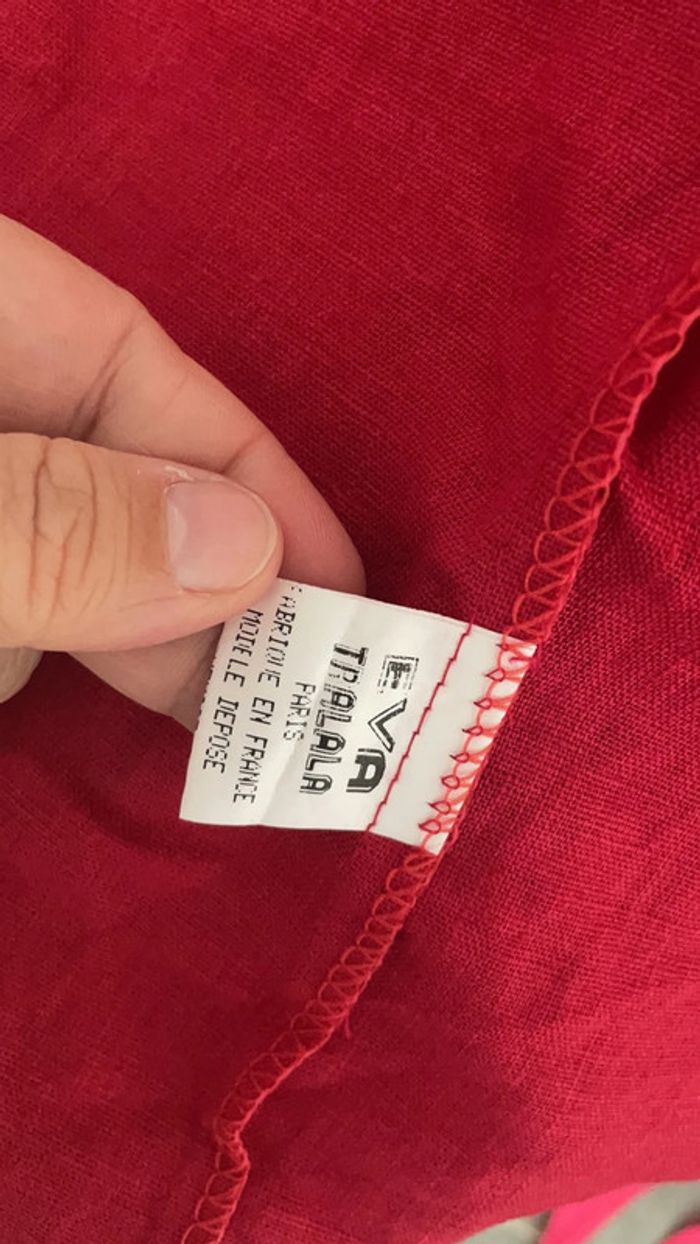 EVA
TRALALA
PARIS
FABRIQUE EN FRANCE
MODELE DEPOSE